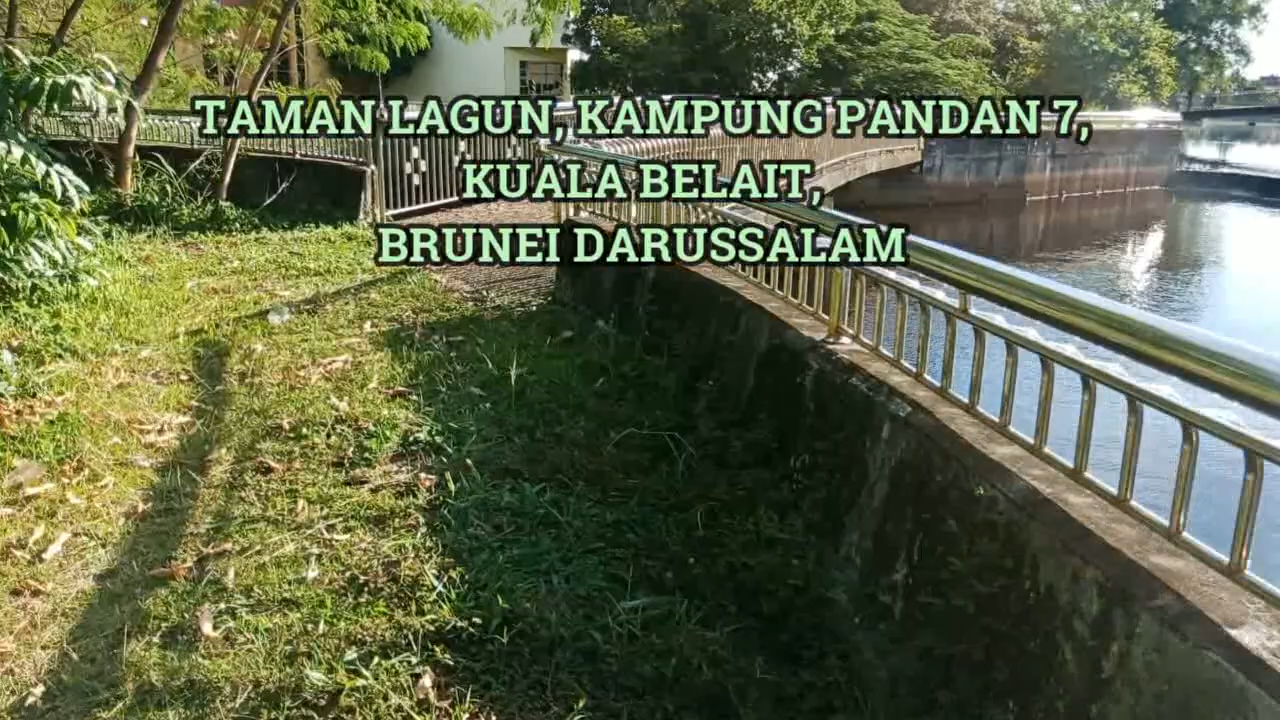 TAMAN LAGUN, KAMPUNG PANDAN 7,
KUALA BELAIT,
BRUNEI DARUSSALAM